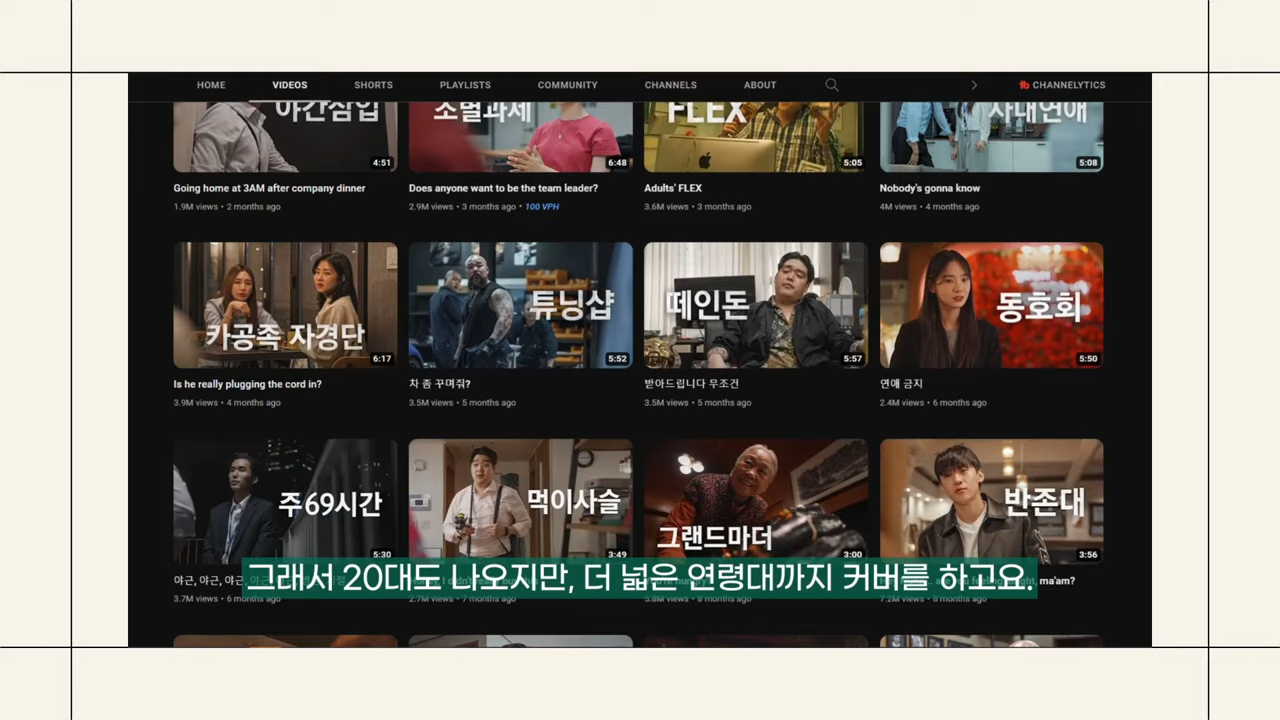 HOME VIDEOS SHORTS PLAYLISTS COMMUNITY CHANNELS ABOUT CHANNELYTICS
야간잠입 소멸과제 FLEX 사내연애
4:51 6:48 5:05 5:08
Going home at 3AM after company dinner
1.9M views • 2 months ago
Does anyone want to be the team leader?
2.9M views • 3 months ago • 100 VPH
Adults' FLEX
3.6M views • 3 months ago
Nobody's gonna know
4M views • 4 months ago
카공족 자경단
6:17
튜닝샵
5:52
떼인돈
5:57
동호회
5:50
Is he really plugging the cord in?
3.9M views • 4 months ago
차 좀 꾸며줘?
3.5M views • 5 months ago
받아드립니다 무조건
3.5M views • 5 months ago
연애 금지
2.4M views • 6 months ago
주69시간
5:30
먹이사슬
3:49
그랜드마더
3:00
반존대
3:56
야근, 야근, 야근
ma'am?
3.7M views • 6 months ago
2.7M views • 7 months ago
5.8M views • 8 months ago
7.2M views • 8 months ago
그래서 20대도 나오지만, 더 넓은 연령대까지 커버를 하고요.